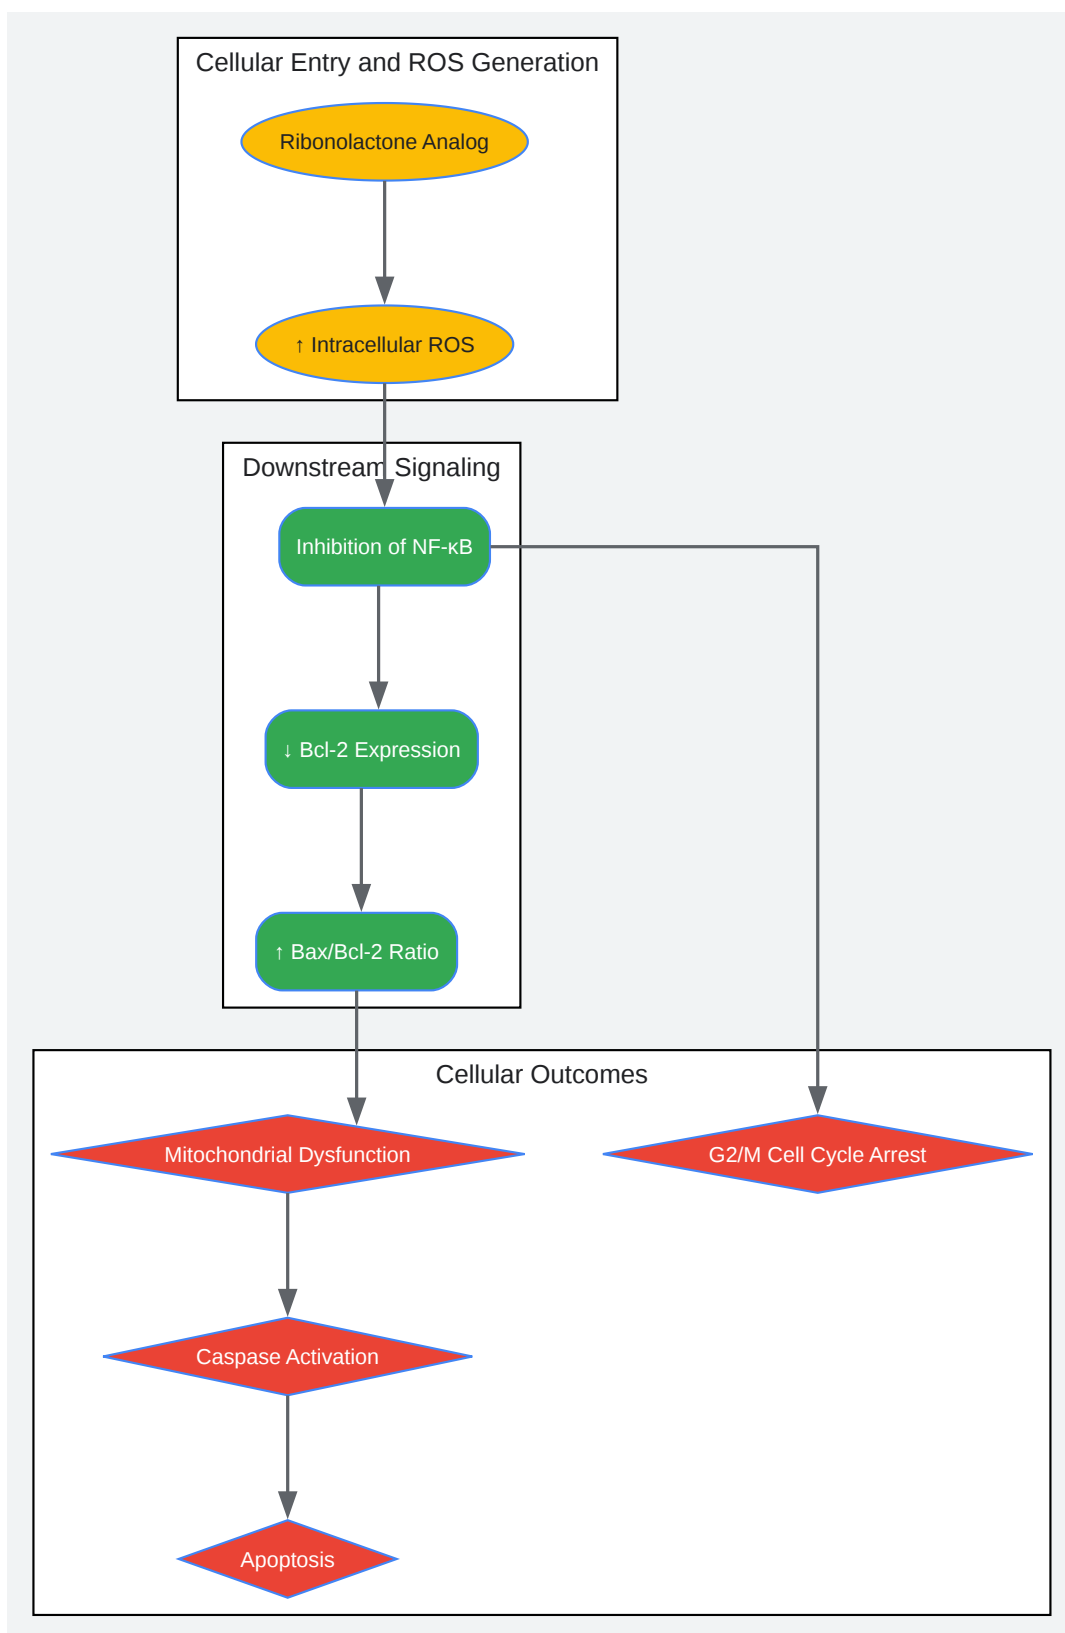 Cellular Entry and ROS Generation
Ribonolactone Analog
↑ Intracellular ROS
Downstream Signaling
Inhibition of NF-κB
↓ Bcl-2 Expression
↑ Bax/Bcl-2 Ratio
Cellular Outcomes
Mitochondrial Dysfunction
G2/M Cell Cycle Arrest
Caspase Activation
Apoptosis